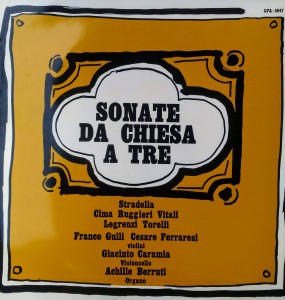 LPA-1047
SONATE
DA CHIESA
A TRE
Stradella
Cima Ruggieri Vitali
Legrenzi Torelli
Franco Gulli Cesare Ferraresi
violini
Giacinto Caramia
Violoncello
Achille Berruti
Organo